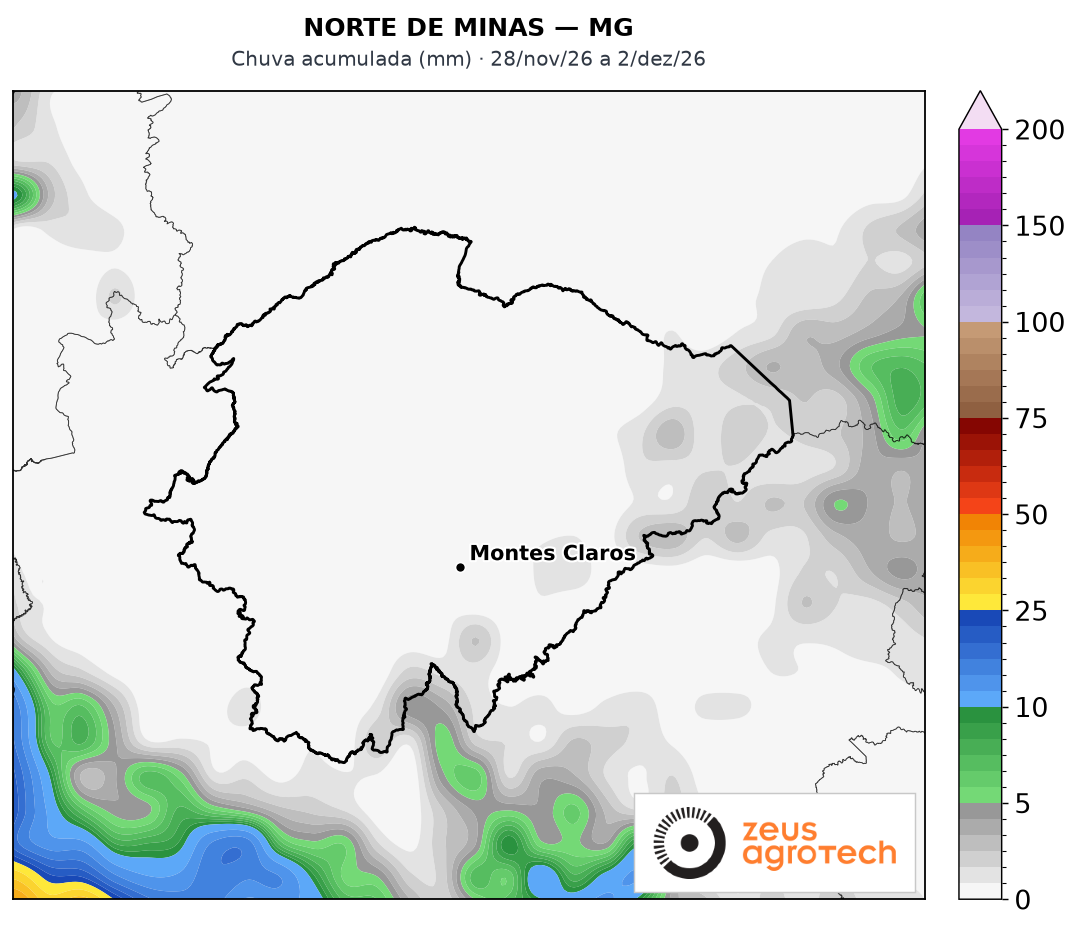 NORTE DE MINAS — MG
Chuva acumulada (mm) · 28/nov/26 a 2/dez/26
200
150
100
75
50
25
10
5
0
Montes Claros
zeus
agrotech